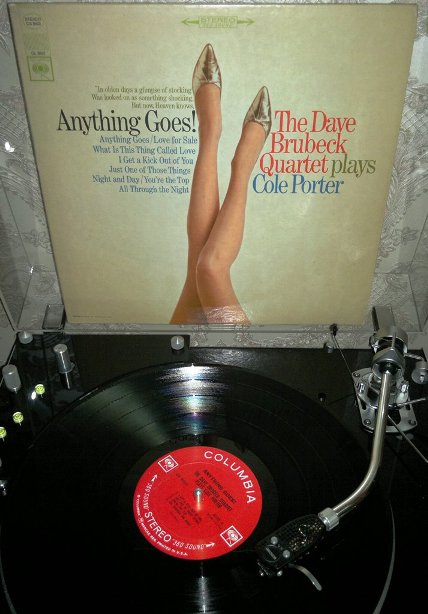 STEREO
"In olden days a glimpse of stocking
Was looked on as something shocking,
But now, Heaven knows,
Anything Goes!
Anything Goes/Love for Sale
What Is This Thing Called Love
I Get a Kick Out of You
Just One of Those Things
Night and Day/You're the Top
All Through the Night
The Dave
Brubeck
Quartet plays
Cole Porter
COLUMBIA
STEREO
"360 SOUND"